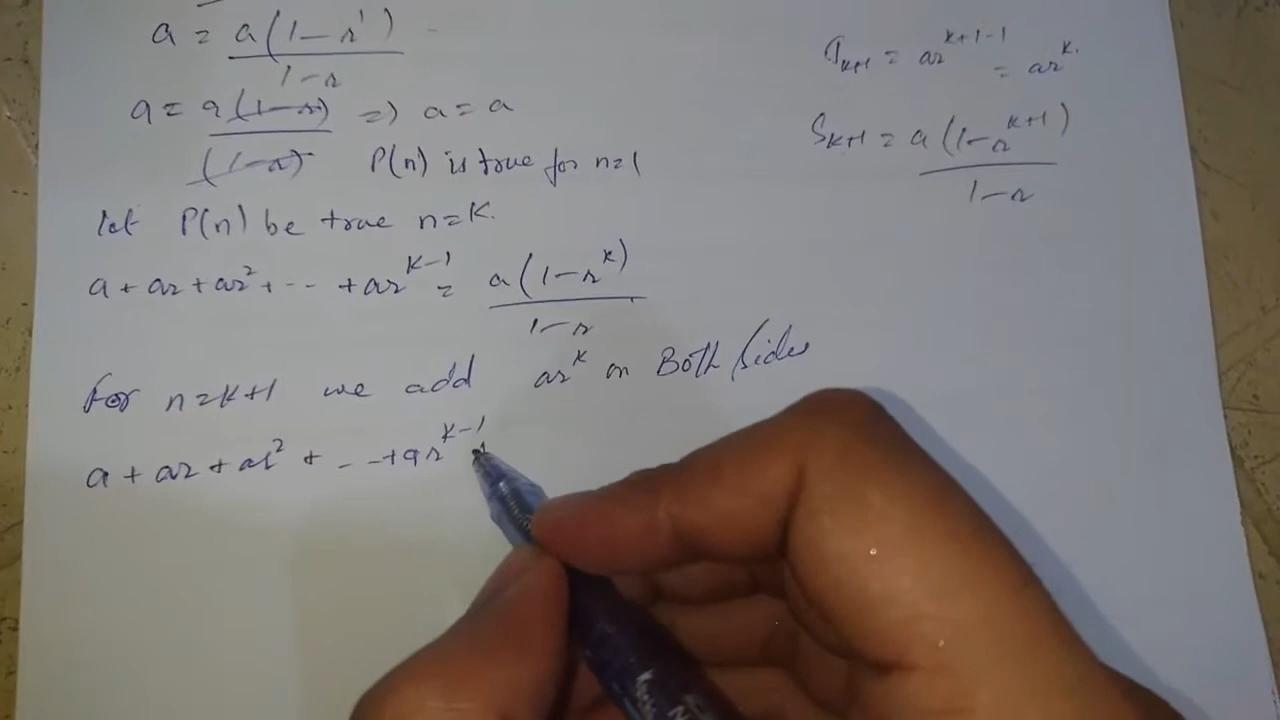 a = a(1-r¹)/1-r
a = a(1-r)/(1-r) => a = a
P(n) is true for n=1
let P(n) be true n=K.
a + ar + ar² + -- + ar^K-1 = a(1-r^k)/1-r
For n=k+1 we add ar^k on Both Sides
a + ar + ar² + - - + ar^k-1
a_k+1 = ar^k+1-1
= ar^k.
S_k+1 = a(1-r^k+1)/1-r